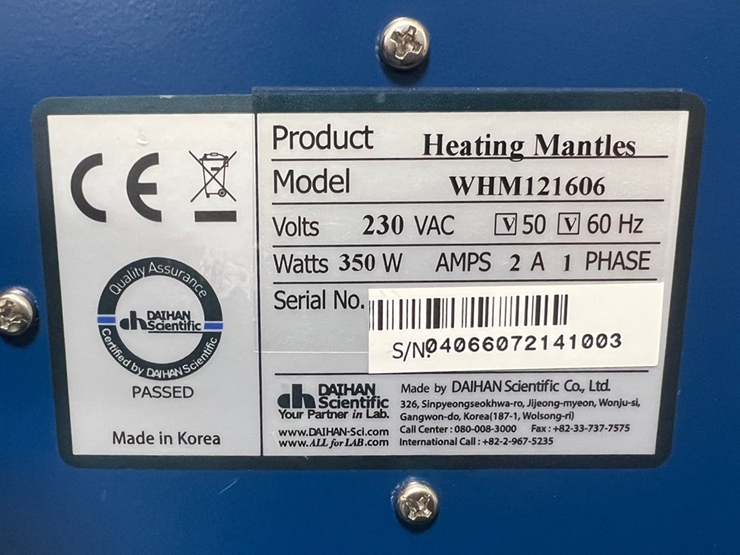 CE
Quality Assurance
DAIHAN
Scientific
Certified by DAIHAN Scientific
PASSED
Made in Korea
Product Heating Mantles
Model WHM121606
Volts 230 VAC V 50 V 60 Hz
Watts 350 W AMPS 2 A 1 PHASE
Serial No.
S/N:04066072141003
DAIHAN
Scientific
Your Partner in Lab.
www.DAIHAN-Sci.com
www.ALL for LAB.com
Made by DAIHAN Scientific Co., Ltd.
326, Sinpyeongseokhwa-ro, Jijeong-myeon, Wonju-si,
Gangwon-do, Korea(187-1, Wolsong-ri)
Call Center : 080-008-3000 Fax : +82-33-737-7575
International Call : +82-2-967-5235